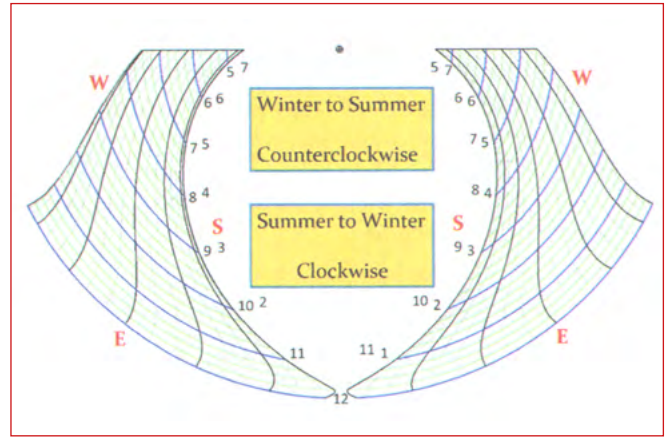 5 7
5 7
W
W
6 6
6 6
Winter to Summer
Counterclockwise
7 5
7 5
8 4
8 4
Summer to Winter
Clockwise
S
S
9 3
9 3
10 2
10 2
11
11 1
E
E
12